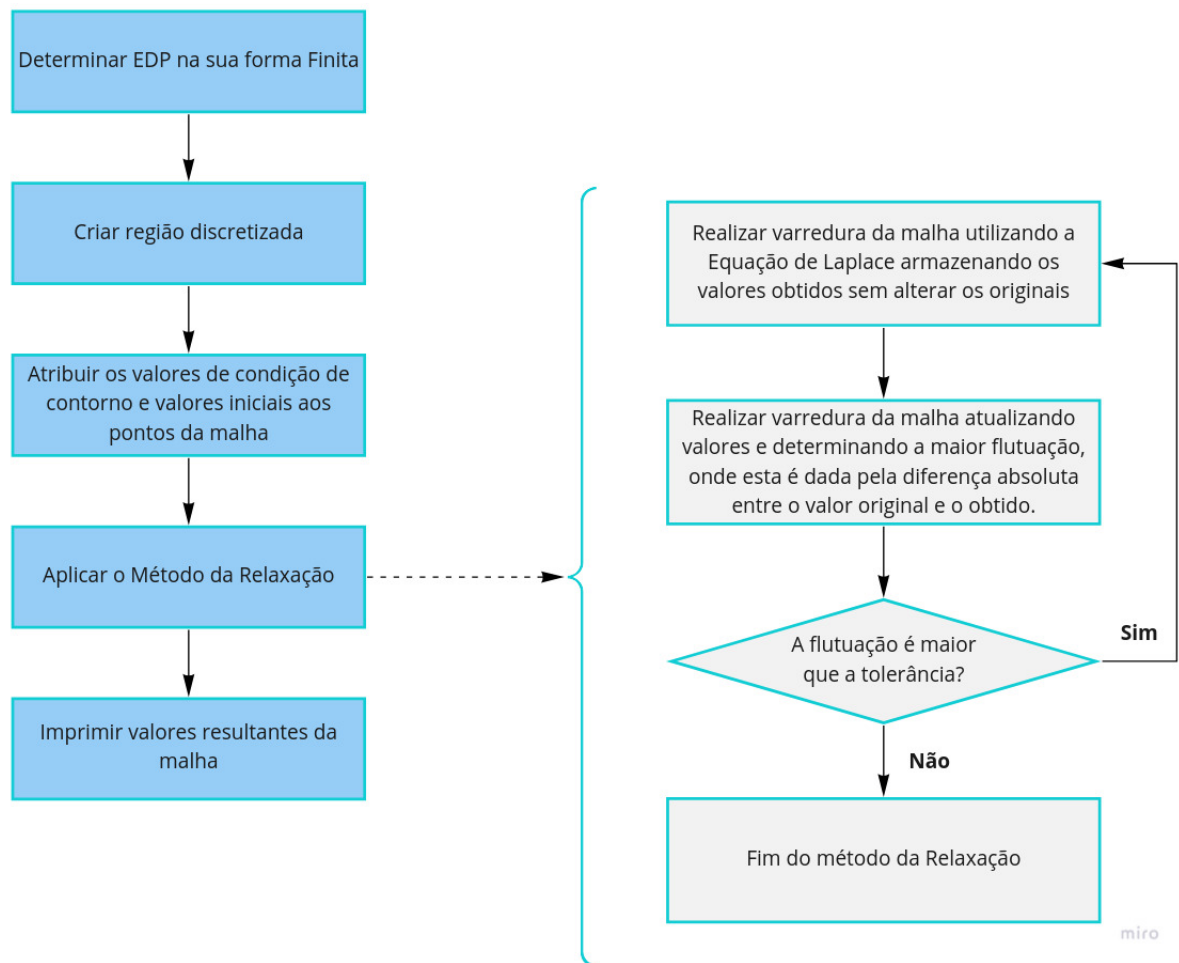 Determinar EDP na sua forma Finita
Criar região discretizada
Atribuir os valores de condição de
contorno e valores iniciais aos
pontos da malha
Aplicar o Método da Relaxação
Imprimir valores resultantes da
malha
Realizar varredura da malha utilizando a
Equação de Laplace armazenando os
valores obtidos sem alterar os originais
Realizar varredura da malha atualizando
valores e determinando a maior flutuação,
onde esta é dada pela diferença absoluta
entre o valor original e o obtido.
A flutuação é maior
que a tolerância?
Sim
Não
Fim do método da Relaxação
miro